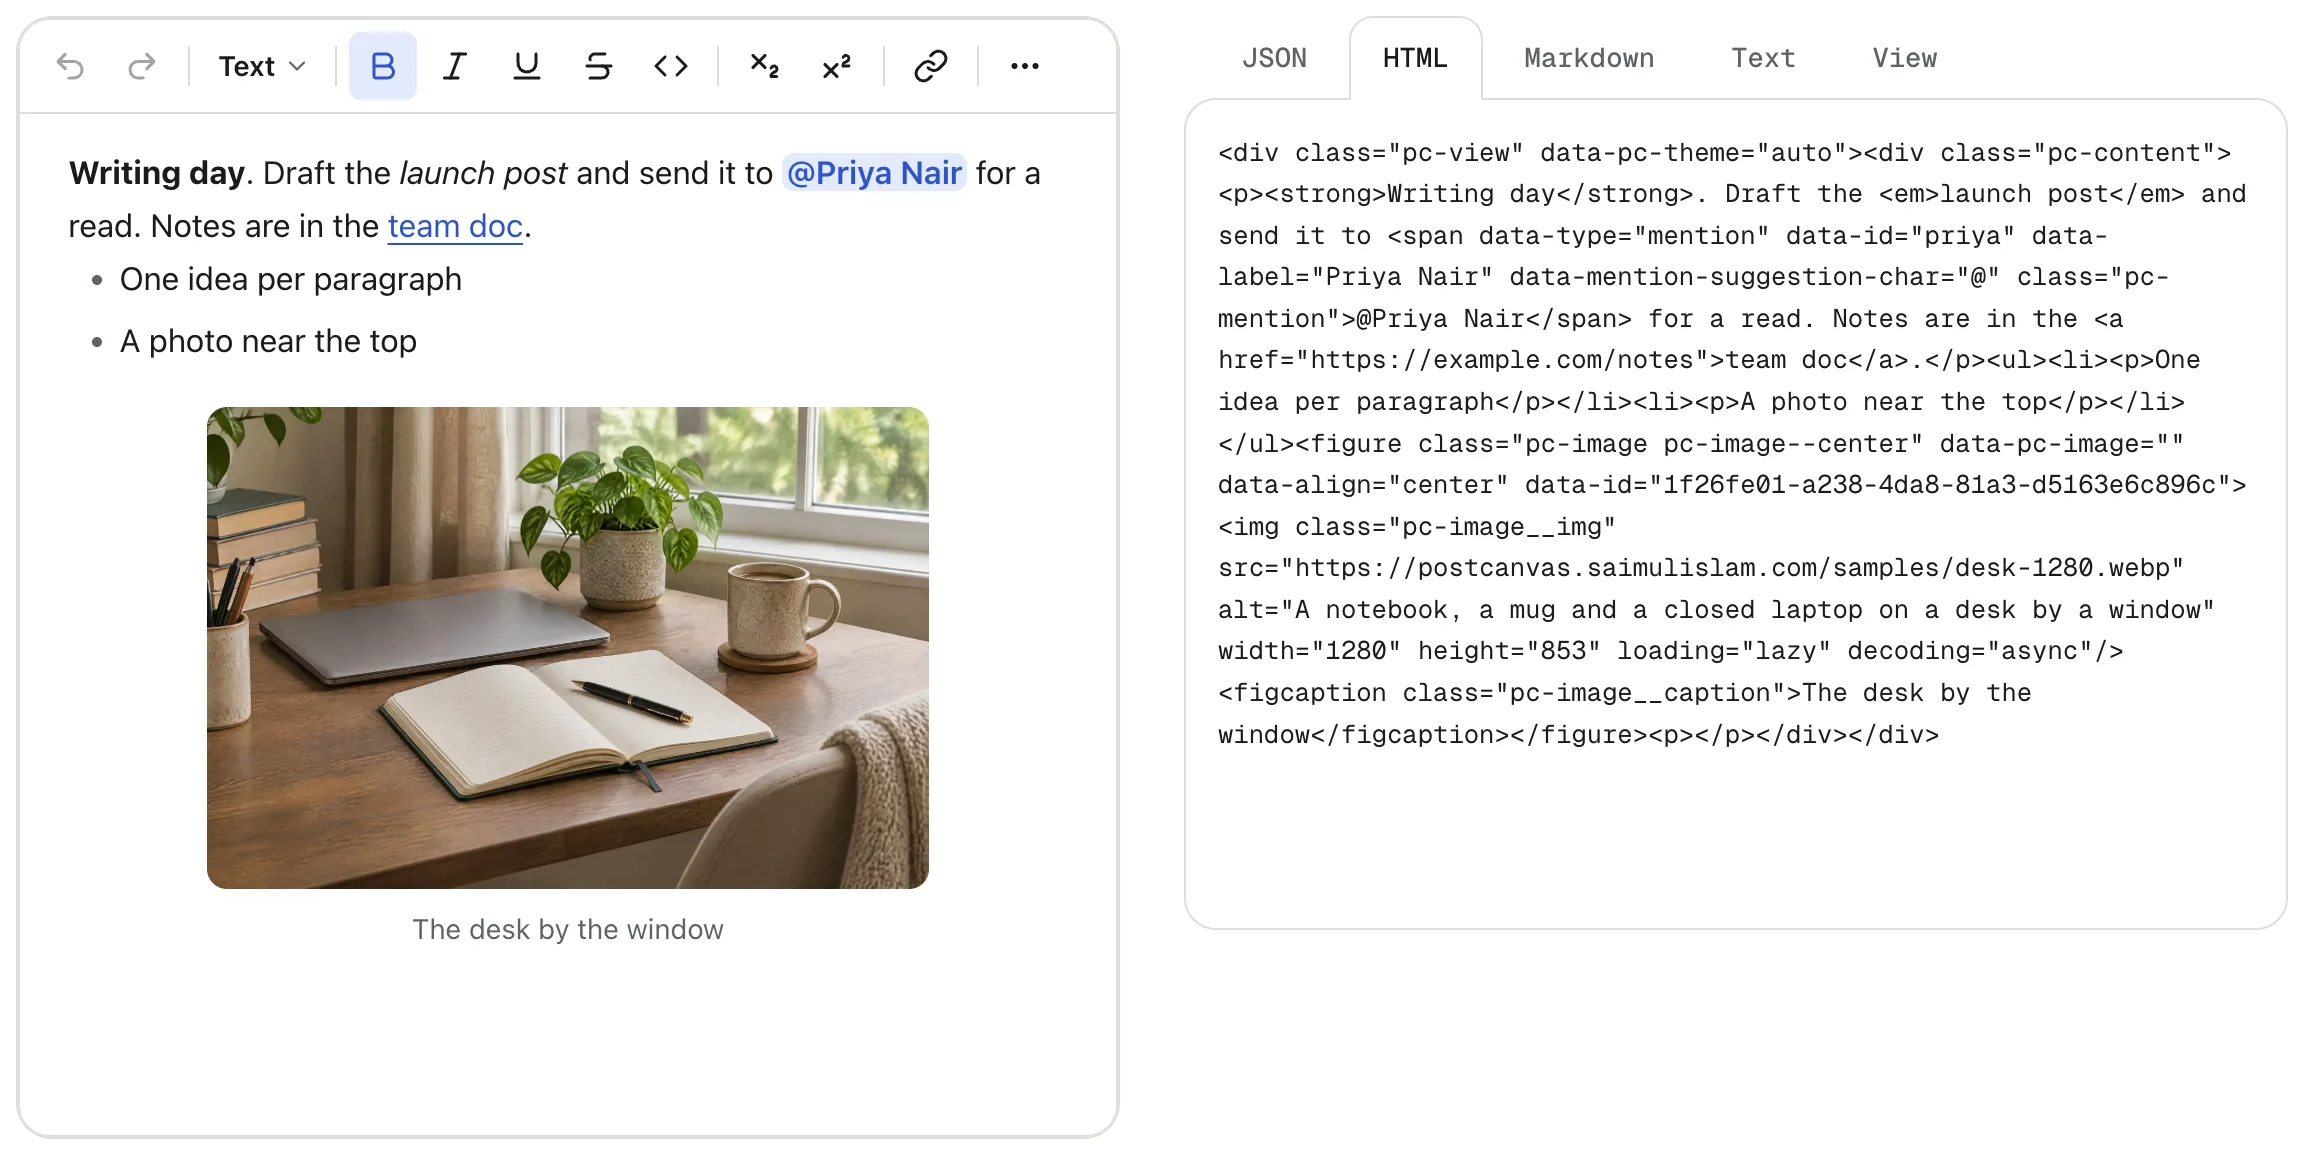 Text
B I U S <> x₂ x²
Writing day. Draft the launch post and send it to @Priya Nair for a
read. Notes are in the team doc.
• One idea per paragraph
• A photo near the top
The desk by the window
JSON HTML Markdown Text View
<div class="pc-view" data-pc-theme="auto"><div class="pc-content">
<p><strong>Writing day</strong>. Draft the <em>launch post</em> and
send it to <span data-type="mention" data-id="priya" data-
label="Priya Nair" data-mention-suggestion-char="@" class="pc-
mention">@Priya Nair</span> for a read. Notes are in the <a
href="https://example.com/notes">team doc</a>.</p><ul><li><p>One
idea per paragraph</p></li><li><p>A photo near the top</p></li>
</ul><figure class="pc-image pc-image--center" data-pc-image=""
data-align="center" data-id="1f26fe01-a238-4da8-81a3-d5163e6c896c">
<img class="pc-image__img"
src="https://postcanvas.saimulislam.com/samples/desk-1280.webp"
alt="A notebook, a mug and a closed laptop on a desk by a window"
width="1280" height="853" loading="lazy" decoding="async"/>
<figcaption class="pc-image__caption">The desk by the
window</figcaption></figure><p></p></div></div>